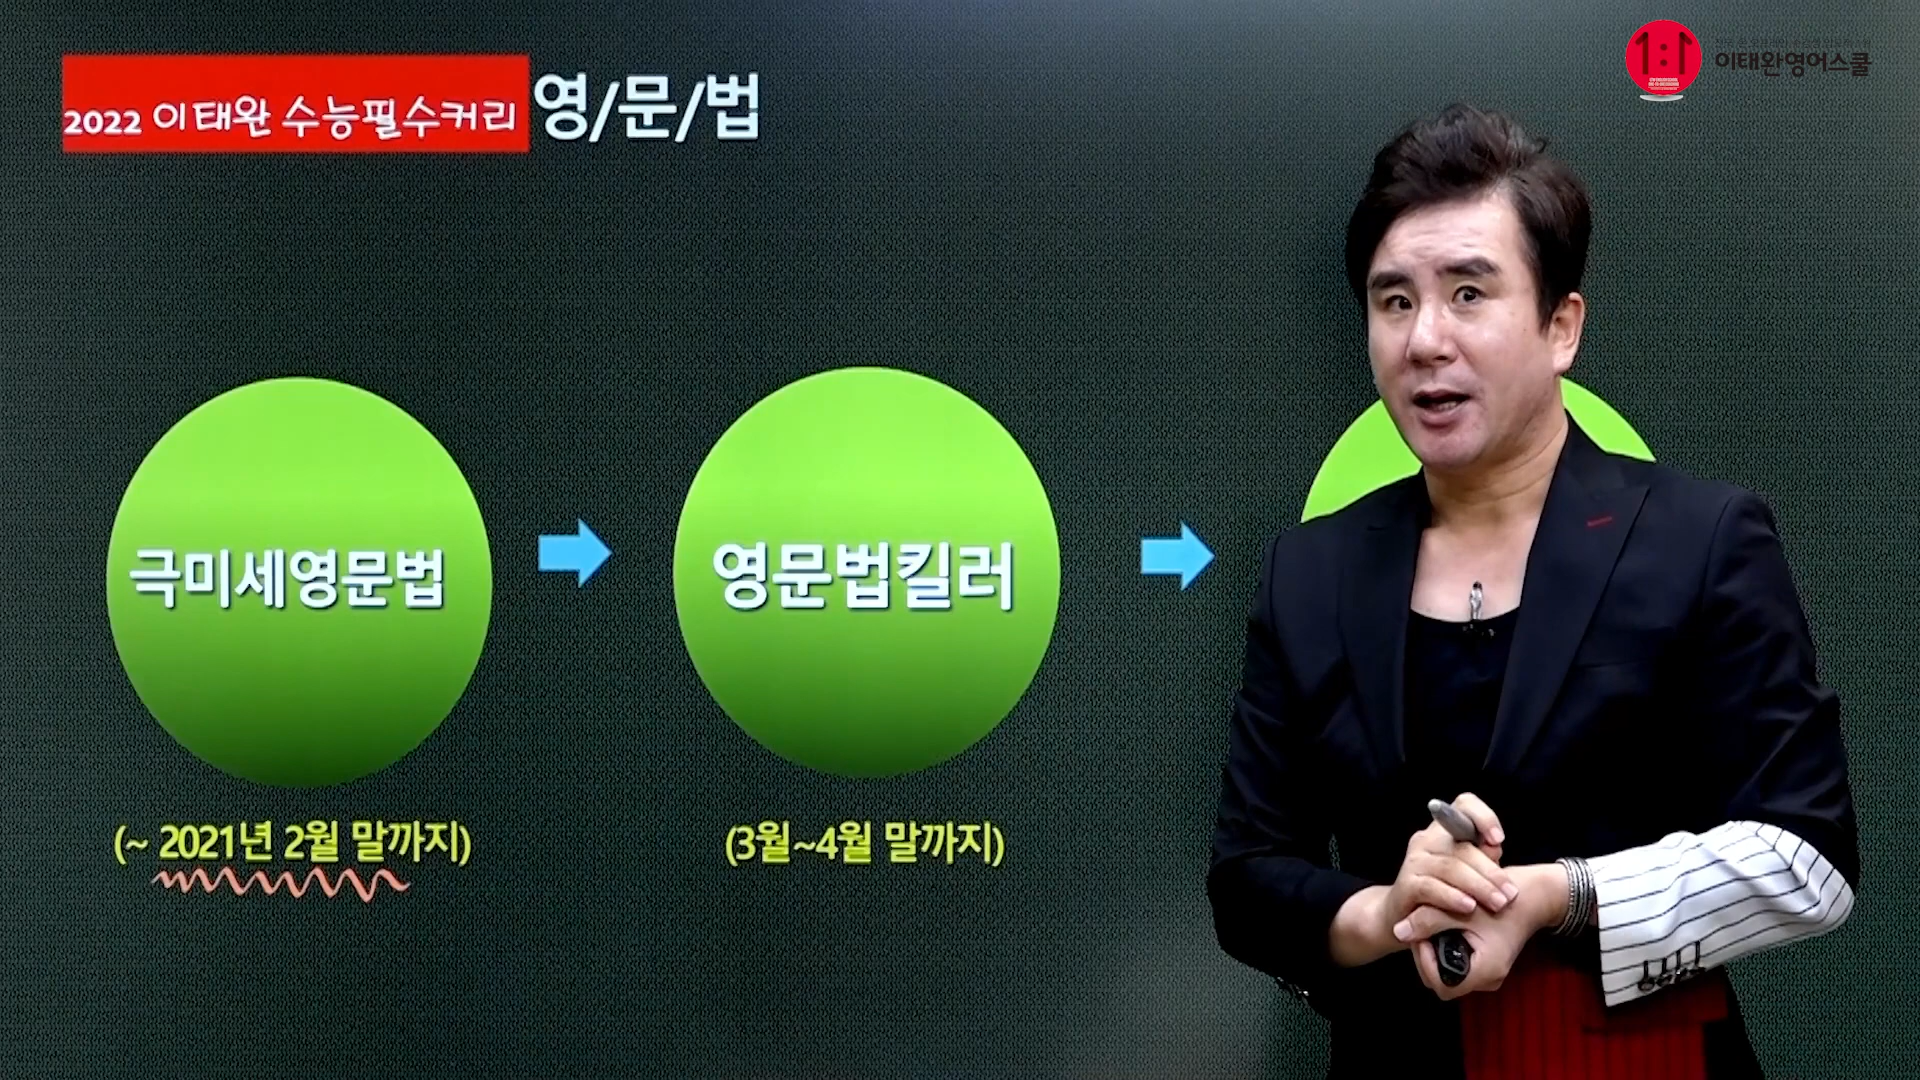 2022 이태완 수능필수커리 영/문/법
1:1 이태완영어스쿨
극미세영문법
영문법킬러
(~ 2021년 2월 말까지)
(3월~4월 말까지)